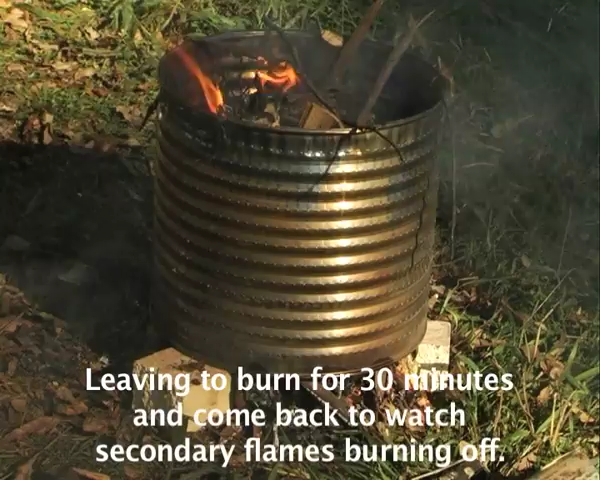 Leaving to burn for 30 minutes
and come back to watch
secondary flames burning off.